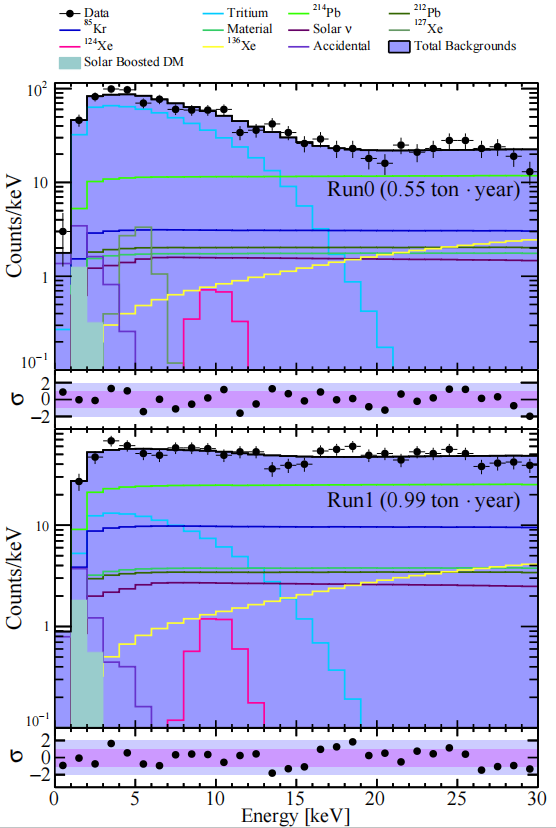 Data Tritium ²¹⁴Pb ²¹²Pb
⁸⁵Kr Material Solar ν ¹²⁷Xe
¹²⁴Xe ¹³⁶Xe Accidental Total Backgrounds
Solar Boosted DM
10²
10
1
10⁻¹
Counts/keV
Run0 (0.55 ton · year)
2
0
−2
σ
10
1
10⁻¹
Counts/keV
Run1 (0.99 ton · year)
2
0
−2
σ
0 5 10 15 20 25 30
Energy [keV]